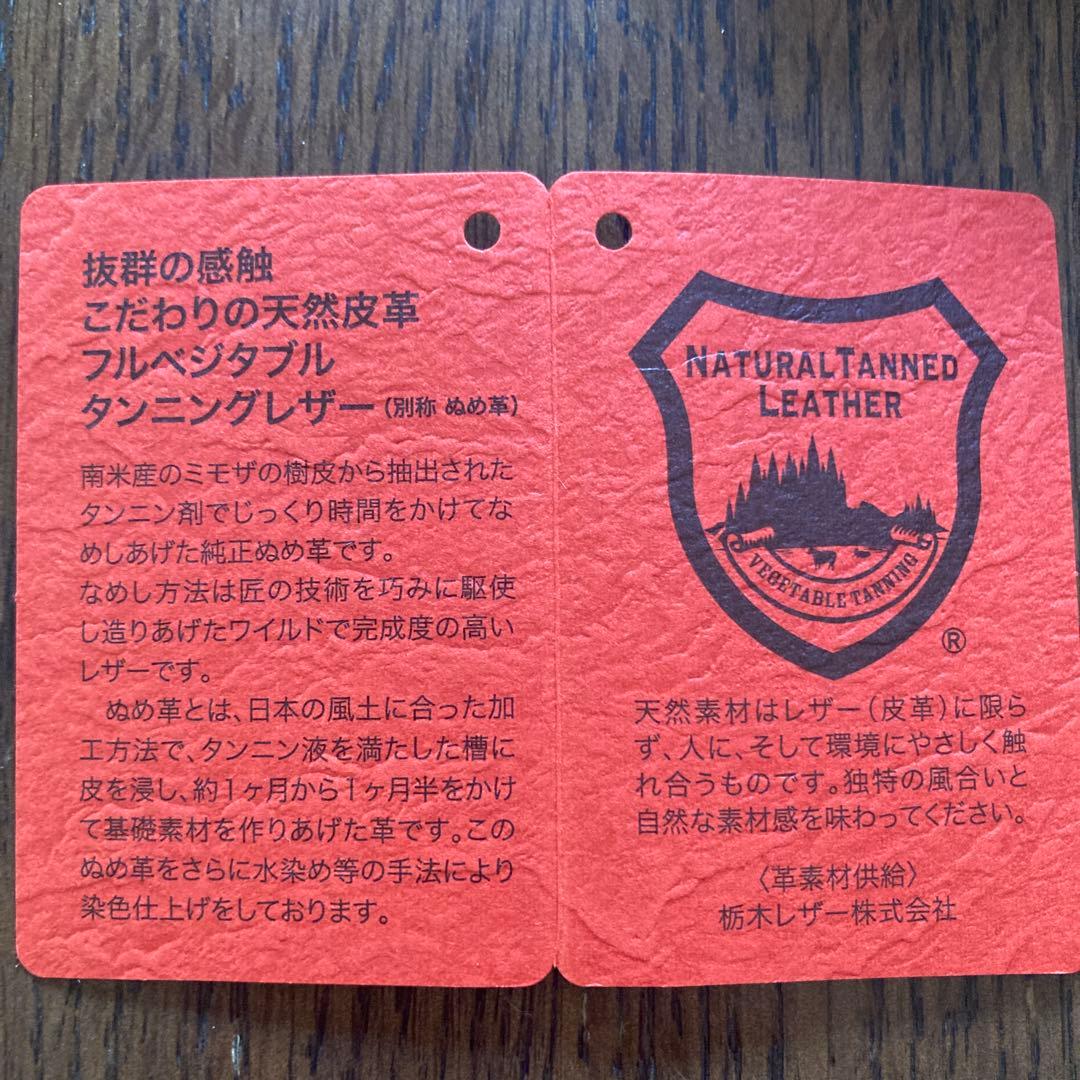 抜群の感触
こだわりの天然皮革
フルベジタブル
タンニングレザー(別称 ぬめ革)
南米産のミモザの樹皮から抽出された
タンニン剤でじっくり時間をかけてな
めしあげた純正ぬめ革です。
なめし方法は匠の技術を巧みに駆使
し造りあげたワイルドで完成度の高い
レザーです。
ぬめ革とは、日本の風土に合った加
工方法で、タンニン液を満たした槽に
皮を浸し、約1ヶ月から1ヶ月半をかけ
て基礎素材を作りあげた革です。この
ぬめ革をさらに水染め等の手法により
染色仕上げをしております。
NATURAL TANNED
LEATHER
VEGETABLE TANNING
®
天然素材はレザー(皮革)に限ら
ず、人に、そして環境にやさしく触
れ合うものです。独特の風合いと
自然な素材感を味わってください。
〈革素材供給〉
栃木レザー株式会社